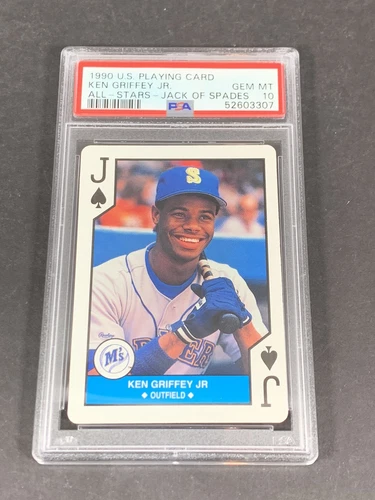 1990 U.S. PLAYING CARD
KEN GRIFFEY JR. GEM MT
ALL-STARS-JACK OF SPADES 10
PSA 52603307
J
S
M's
KEN GRIFFEY JR
◆ OUTFIELD ◆
J